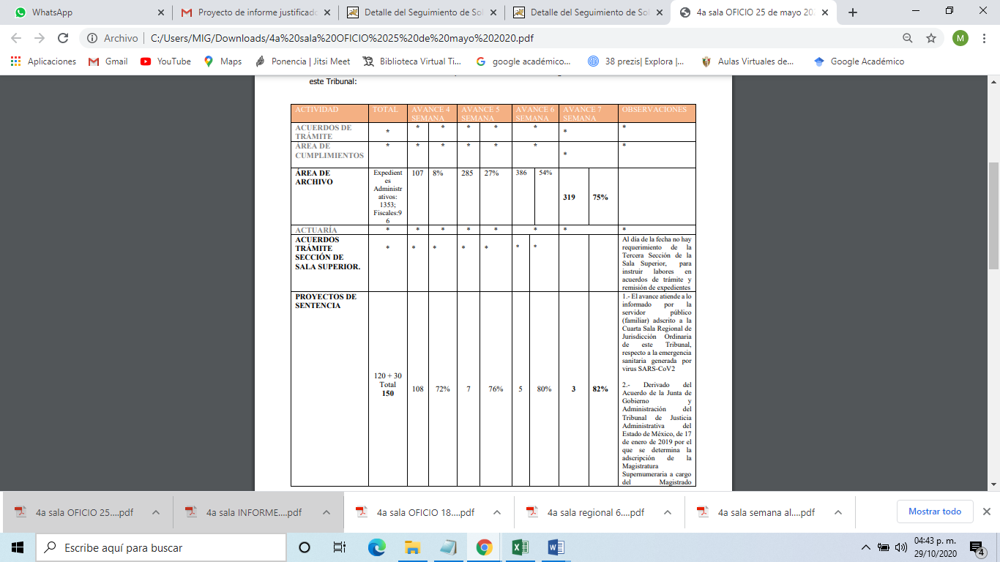 WhatsApp
Proyecto de informe justificado
Detalle del Seguimiento de Sol
Detalle del Seguimiento de Sol
4a sala OFICIO 25 de mayo 202
Archivo
C:/Users/MIG/Downloads/4a%20sala%20OFICIO%2025%20de%20mayo%202020.pdf
M
Aplicaciones
Gmail
YouTube
Maps
Ponencia | Jitsi Meet
Biblioteca Virtual Ti...
google académico...
38 prezis| Explora |...
Aulas Virtuales de...
Google Académico
este Tribunal:
ACTIVIDAD
TOTAL
AVANCE 4
SEMANA
AVANCE 5
SEMANA
AVANCE 6
SEMANA
AVANCE 7
SEMANA
OBSERVACIONES
ACUERDOS DE
TRÁMITE
* * * * * * * *
ÁREA DE
CUMPLIMIENTOS
* * * * * * * *
ÁREA DE
ARCHIVO
Expedient
es
Administr
ativos:
1353;
Fiscales:9
6
107 8% 285 27% 386 54% 319 75%
ACTUARÍA
* * * * * * * *
ACUERDOS
TRÁMITE
SECCIÓN DE
SALA SUPERIOR.
* * * * * * *
Al día de la fecha no hay
requerimiento de la
Tercera Sección de la
Sala Superior, para
instruir labores en
acuerdos de trámite y
remisión de expedientes
PROYECTOS DE
SENTENCIA
120 + 30
Total
150
108 72% 7 76% 5 80% 3 82%
1.- El avance atiende a lo
informado por la
servidor público
(familiar) adscrito a la
Cuarta Sala Regional de
Jurisdicción Ordinaria
de este Tribunal,
respecto a la emergencia
sanitaria generada por
virus SARS-CoV2
2.- Derivado del
Acuerdo de la Junta de
Gobierno y
Administración del
Tribunal de Justicia
Administrativa del
Estado de México, de 17
de enero de 2019 por el
que se determina la
adscripción de la
Magistratura
Supernumeraria a cargo
del Magistrado
4a sala OFICIO 25....pdf
4a sala INFORME....pdf
4a sala OFICIO 18....pdf
4a sala regional 6....pdf
4a sala semana al....pdf
Mostrar todo
Escribe aquí para buscar
04:43 p. m.
29/10/2020
4